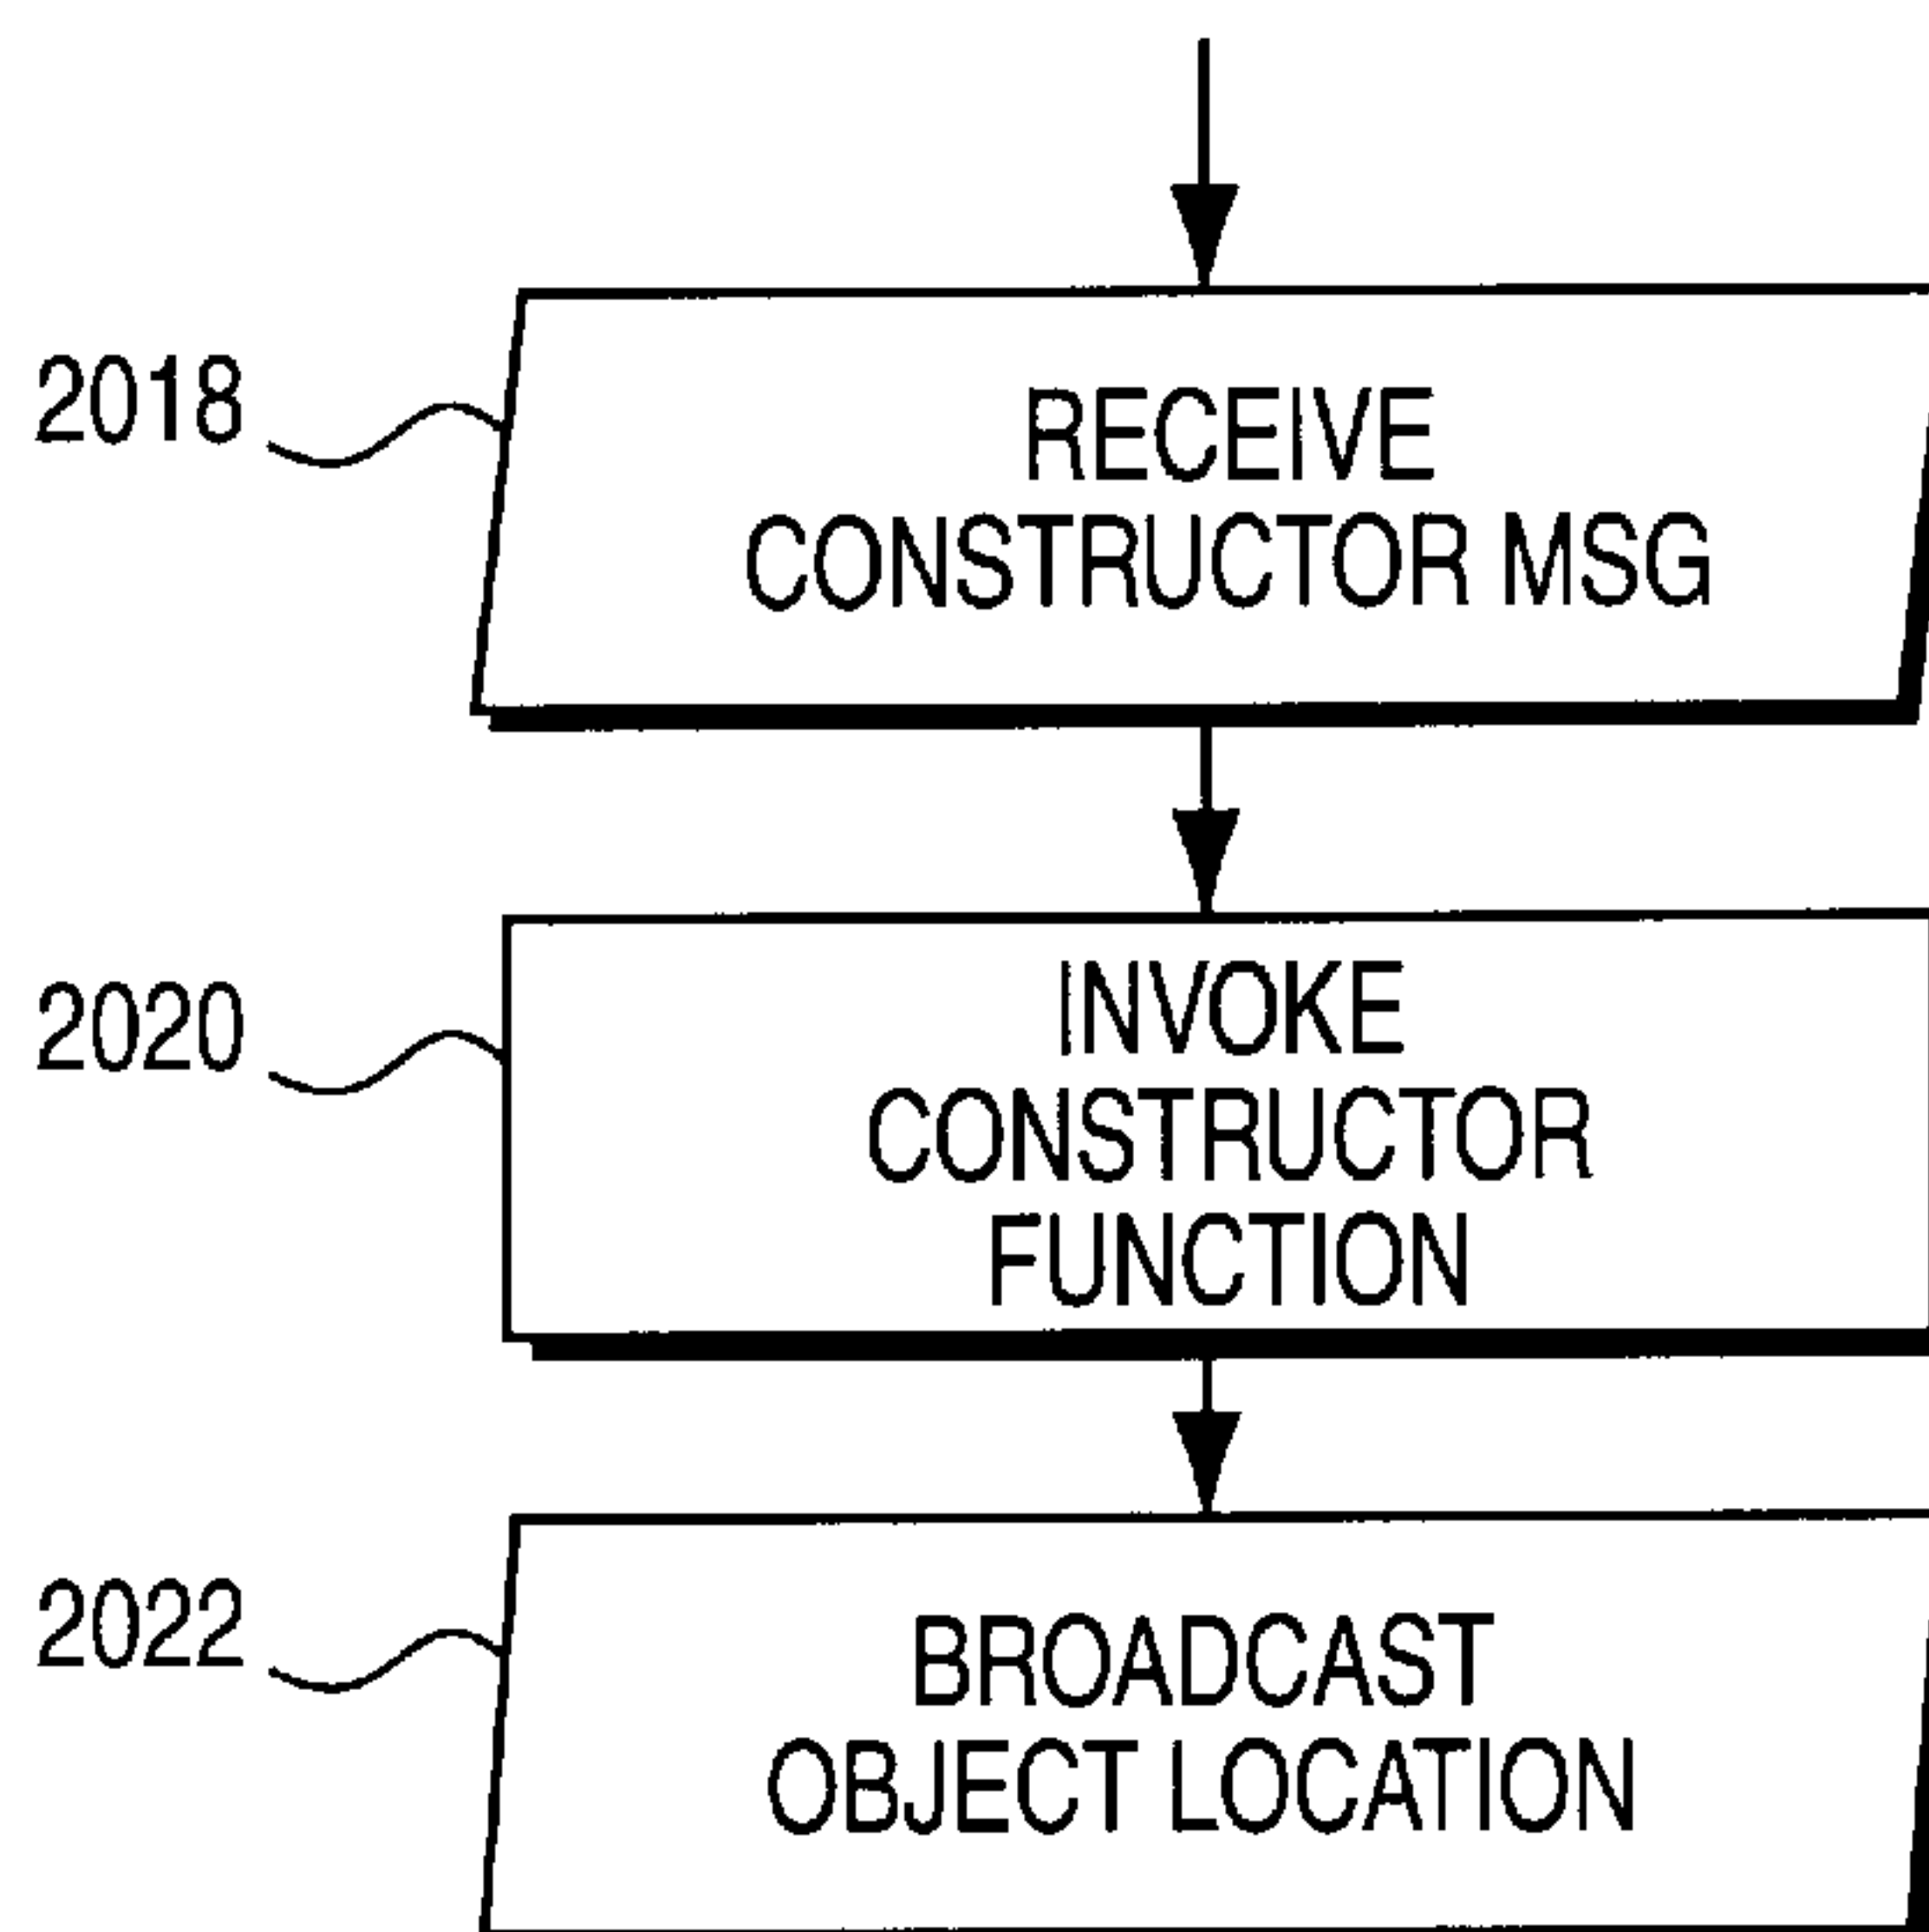 2018
RECEIVE
CONSTRUCTOR MSG
2020
INVOKE
CONSTRUCTOR
FUNCTION
2022
BROADCAST
OBJECT LOCATION